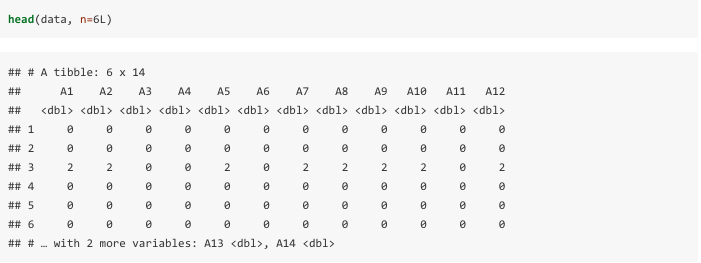 head(data, n=6L)
## # A tibble: 6 x 14
##      A1    A2    A3    A4    A5    A6    A7    A8    A9   A10   A11   A12
##   <dbl> <dbl> <dbl> <dbl> <dbl> <dbl> <dbl> <dbl> <dbl> <dbl> <dbl> <dbl>
## 1     0     0     0     0     0     0     0     0     0     0     0     0
## 2     0     0     0     0     0     0     0     0     0     0     0     0
## 3     2     2     0     0     2     0     2     2     2     2     0     2
## 4     0     0     0     0     0     0     0     0     0     0     0     0
## 5     0     0     0     0     0     0     0     0     0     0     0     0
## 6     0     0     0     0     0     0     0     0     0     0     0     0
## # … with 2 more variables: A13 <dbl>, A14 <dbl>